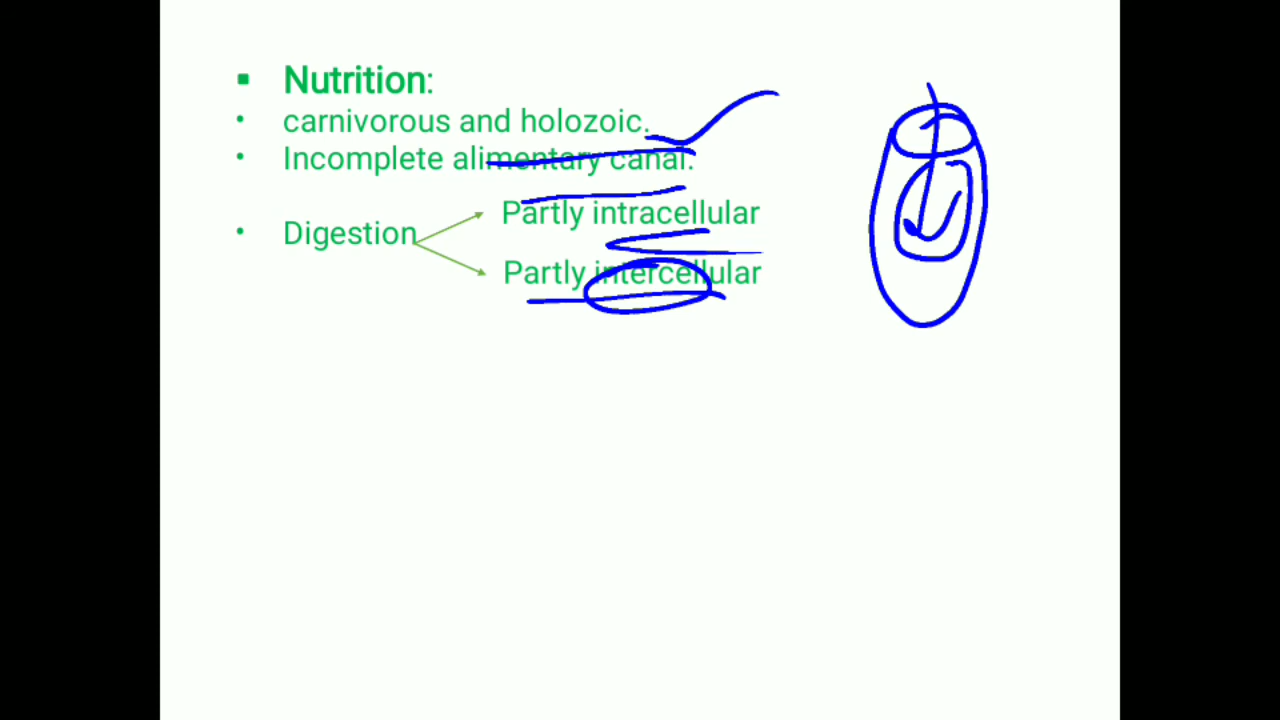 ▪ Nutrition:
• carnivorous and holozoic.
• Incomplete alimentary canal.
Partly intracellular
• Digestion
Partly intercellular